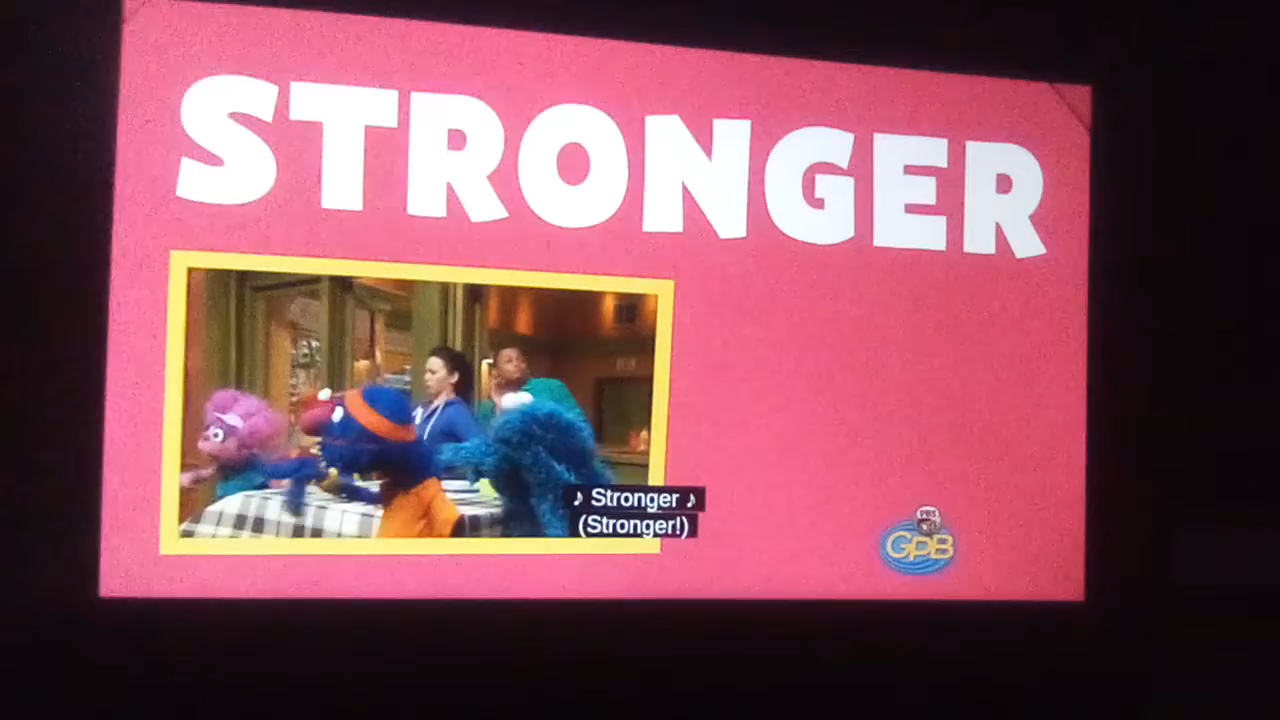 STRONGER
♪ Stronger ♪
(Stronger!)
PBS
GPB